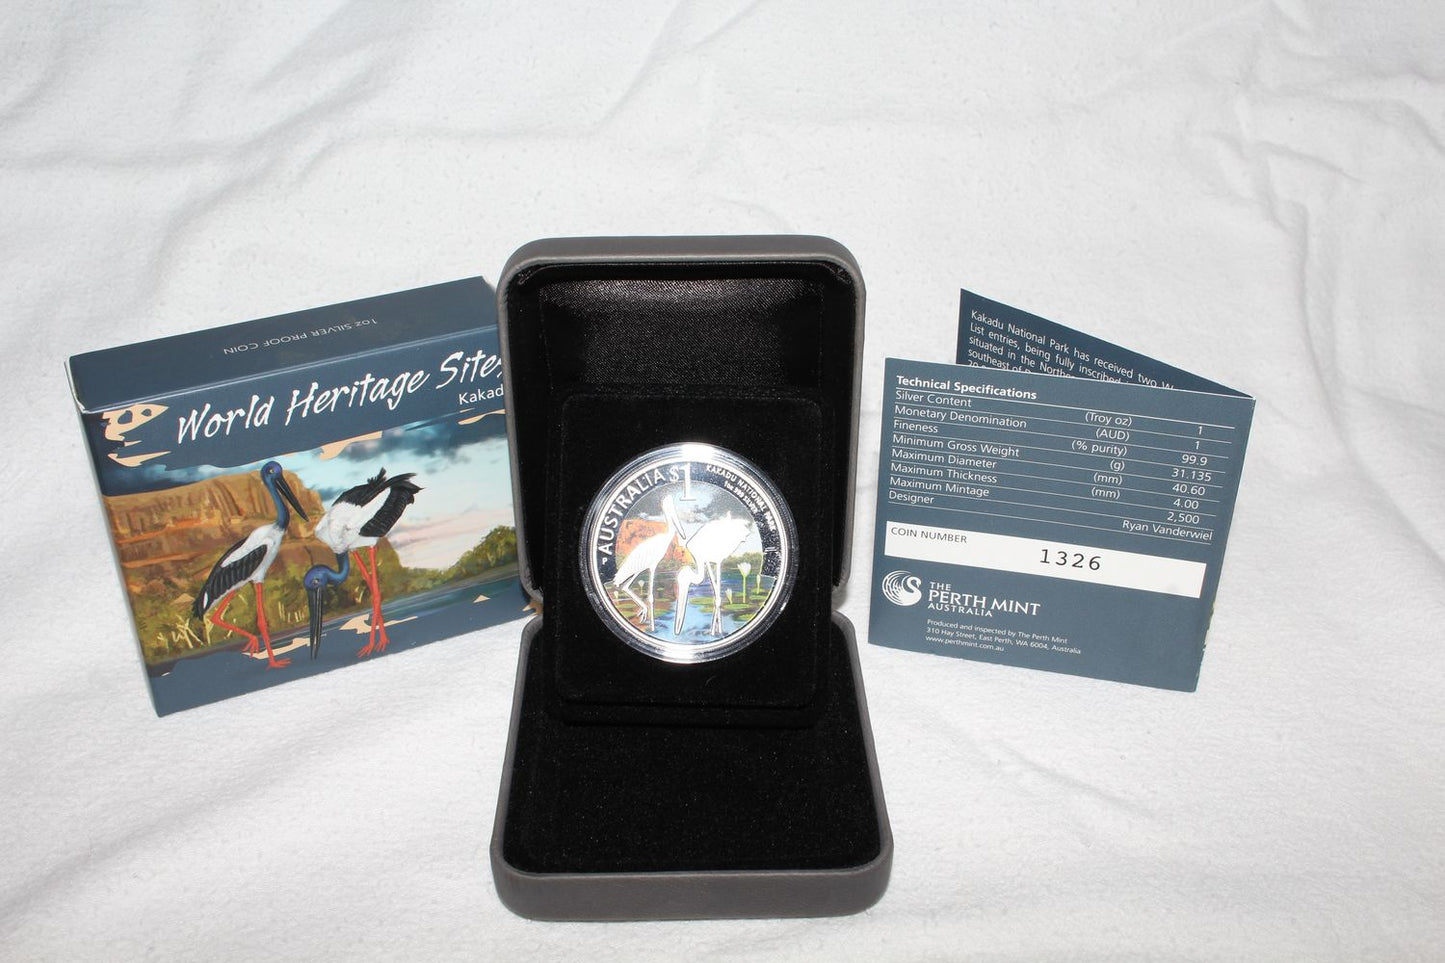 1oz SILVER PROOF COIN
World Heritage Sites
Kakad
AUSTRALIA $1
KAKADU NATIONAL PARK
1oz 999 SILVER
Kakadu National Park has received two W
List entries, being fully inscribed
situated in the Northe
southeast of
Technical Specifications
Silver Content (Troy oz) 1
Monetary Denomination (AUD) 1
Fineness (% purity) 99.9
Minimum Gross Weight (g) 31.135
Maximum Diameter (mm) 40.60
Maximum Thickness (mm) 4.00
Maximum Mintage 2,500
Designer Ryan Vanderwiel
COIN NUMBER
1326
THE
PERTH MINT
AUSTRALIA
Produced and inspected by The Perth Mint
310 Hay Street, East Perth, WA 6004, Australia
www.perthmint.com.au